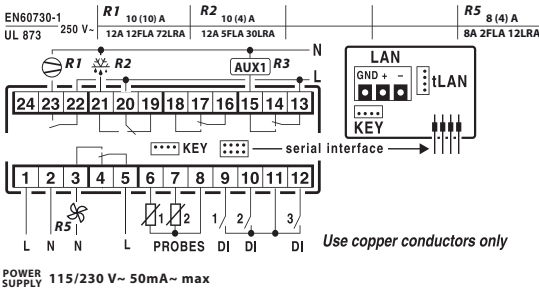 EN60730-1 250 V~ R1 10 (10) A R2 10 (4) A R5 8 (4) A
UL 873 12A 12FLA 72LRA 12A 5FLA 30LRA 8A 2FLA 12LRA
N
R1 R2 AUX1 R3
L
24 23 22 21 20 19 18 17 16 15 14 13
LAN
GND + -
tLAN
KEY
KEY serial interface
1 2 3 4 5 6 7 8 9 10 11 12
R5 1 2 1 2 3
L N N L PROBES DI DI DI
Use copper conductors only
POWER SUPPLY 115/230 V~ 50mA~ max